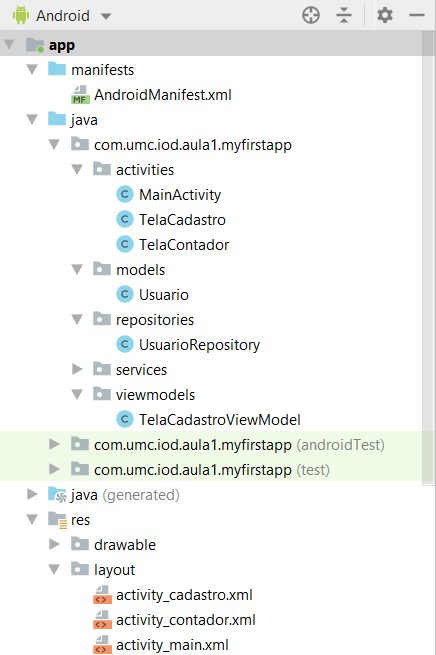 Android
app
manifests
AndroidManifest.xml
java
com.umc.iod.aula1.myfirstapp
activities
MainActivity
TelaCadastro
TelaContador
models
Usuario
repositories
UsuarioRepository
services
viewmodels
TelaCadastroViewModel
com.umc.iod.aula1.myfirstapp (androidTest)
com.umc.iod.aula1.myfirstapp (test)
java (generated)
res
drawable
layout
activity_cadastro.xml
activity_contador.xml
activity_main.xml